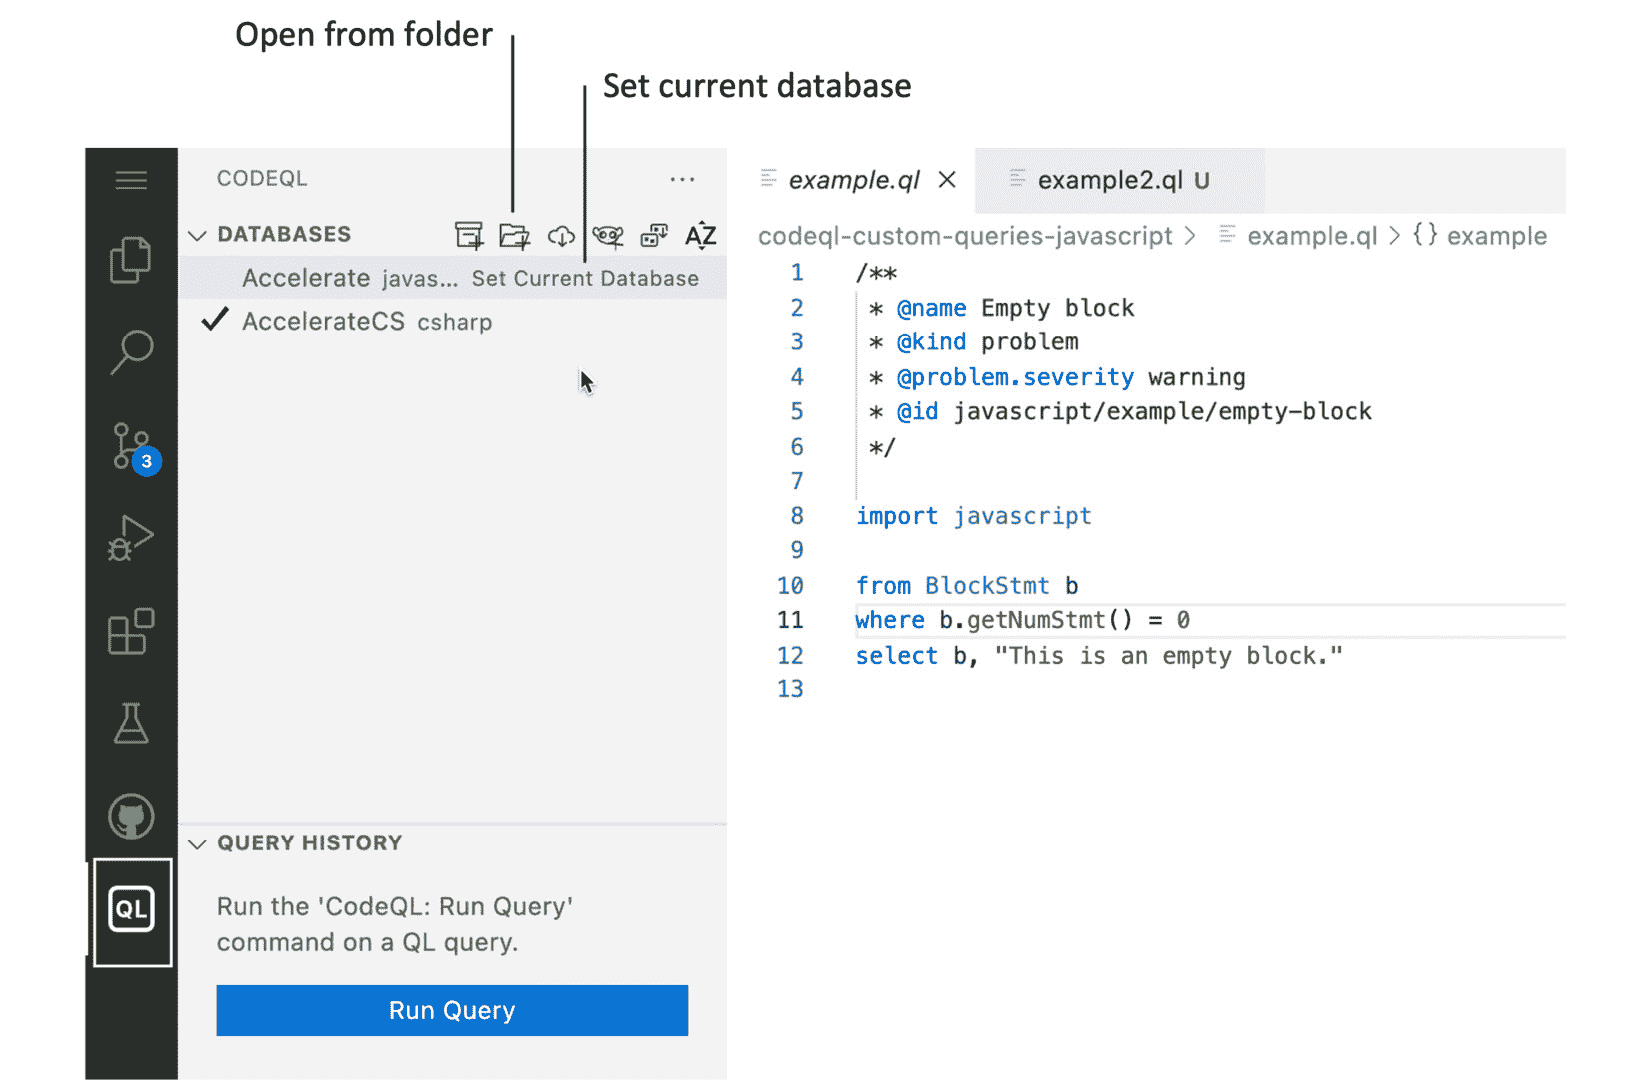 Open from folder
Set current database
CODEQL ...
DATABASES AZ
Accelerate javas... Set Current Database
AccelerateCS csharp
3
QUERY HISTORY
Run the 'CodeQL: Run Query'
command on a QL query.
Run Query
QL
example.ql
example2.ql U
codeql-custom-queries-javascript > example.ql > {} example
1 /**
2 * @name Empty block
3 * @kind problem
4 * @problem.severity warning
5 * @id javascript/example/empty-block
6 */
7
8 import javascript
9
10 from BlockStmt b
11 where b.getNumStmt() = 0
12 select b, "This is an empty block."
13